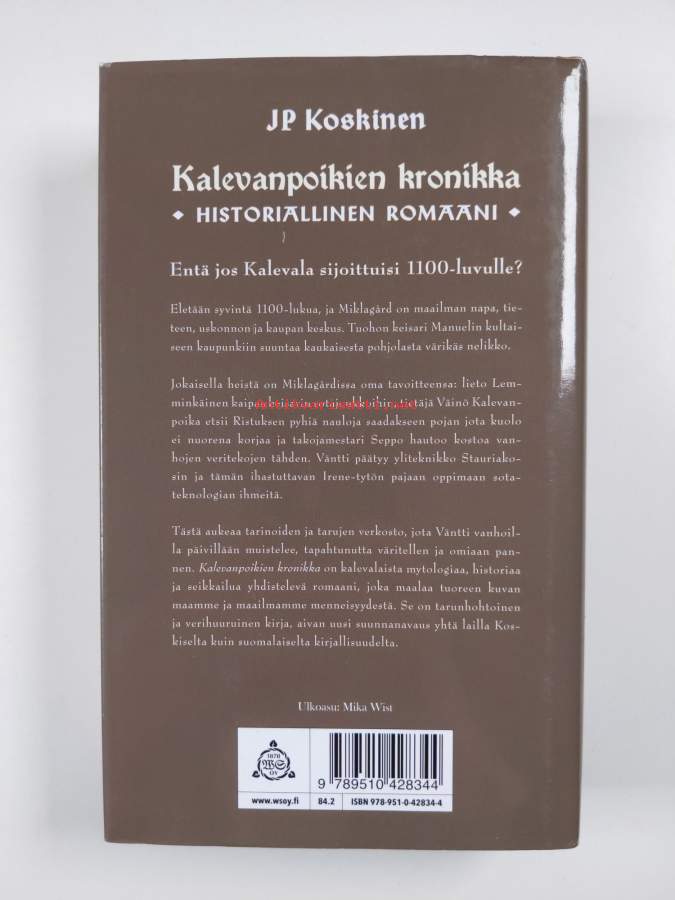 JP Koskinen
Kalevanpoikien kronikka
◆ HISTORIALLINEN ROMAANI ◆
Entä jos Kalevala sijoittuisi 1100-luvulle?
Eletään syvintä 1100-lukua, ja Miklagård on maailman napa, tie-
teen, uskonnon ja kaupan keskus. Tuohon keisari Manuelin kultai-
seen kaupunkiin suuntaa kaukaisesta pohjolasta värikäs nelikko.
Jokaisella heistä on Miklagårdissa oma tavoitteensa: lieto Lem-
minkäinen tietäjä Väinö Kalevan-
poika etsii Ristuksen pyhiä nauloja saadakseen pojan jota kuolo
ei nuorena korjaa ja takojamestari Seppo hautoo kostoa van-
hojen veritekojen tähden. Väntti päätyy yliteknikko Stauriako-
sin ja tämän ihastuttavan Irene-tytön pajaan oppimaan sota-
teknologian ihmeitä.
Tästä aukeaa tarinoiden ja tarujen verkosto, jota Väntti vanhoil-
la päivillään muistelee, tapahtunutta väritellen ja omiaan pan-
nen. Kalevanpoikien kronikka on kalevalaista mytologiaa, historiaa
ja seikkailua yhdistelevä romaani, joka maalaa tuoreen kuvan
maamme ja maailmamme menneisyydestä. Se on tarunhohtoinen
ja verihuuruinen kirja, aivan uusi suunnanavaus yhtä lailla Kos-
kiselta kuin suomalaiselta kirjallisuudelta.
Ulkoasu: Mika Wist
1878
WS
OY
9 789510 428344
www.wsoy.fi 84.2 ISBN 978-951-0-42834-4